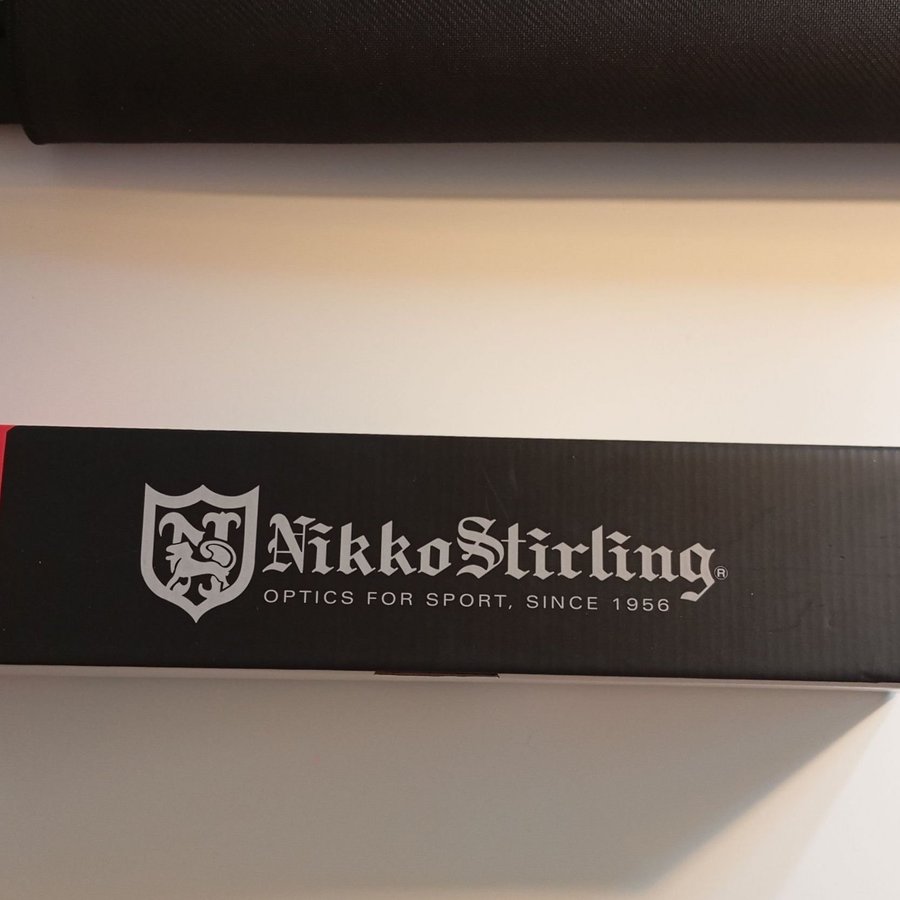 N
NikkoStirling®
OPTICS FOR SPORT, SINCE 1956